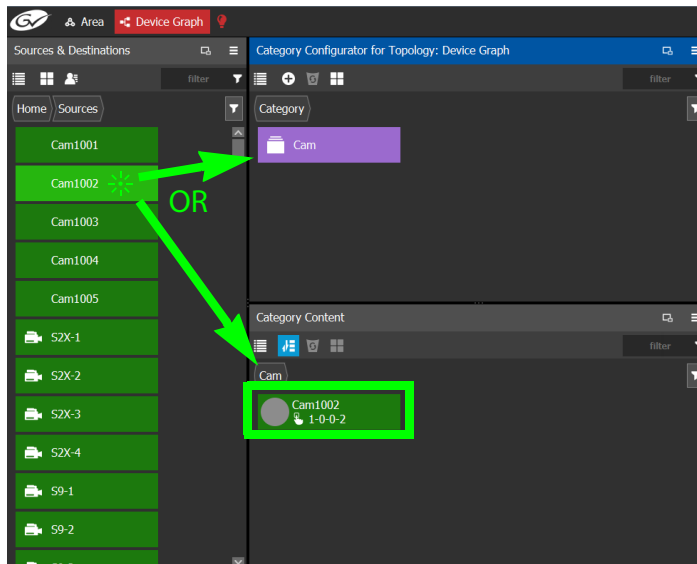 GV Area Device Graph
Sources & Destinations
filter
Home Sources
Cam1001
Cam1002
Cam1003
Cam1004
Cam1005
S2X-1
S2X-2
S2X-3
S2X-4
S9-1
S9-2
OR
Category Configurator for Topology: Device Graph
filter
Category
Cam
Category Content
filter
Cam
Cam1002
1-0-0-2